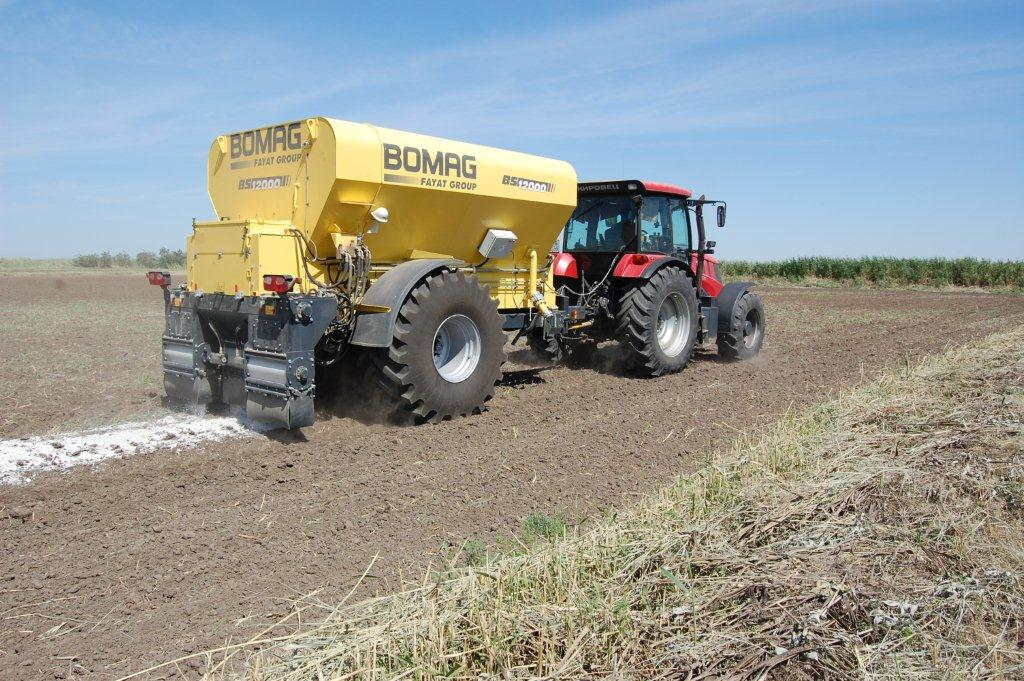 BOMAG
FAYAT GROUP
BS12000
BOMAG
FAYAT GROUP
BS12000
КИРОВЕЦ